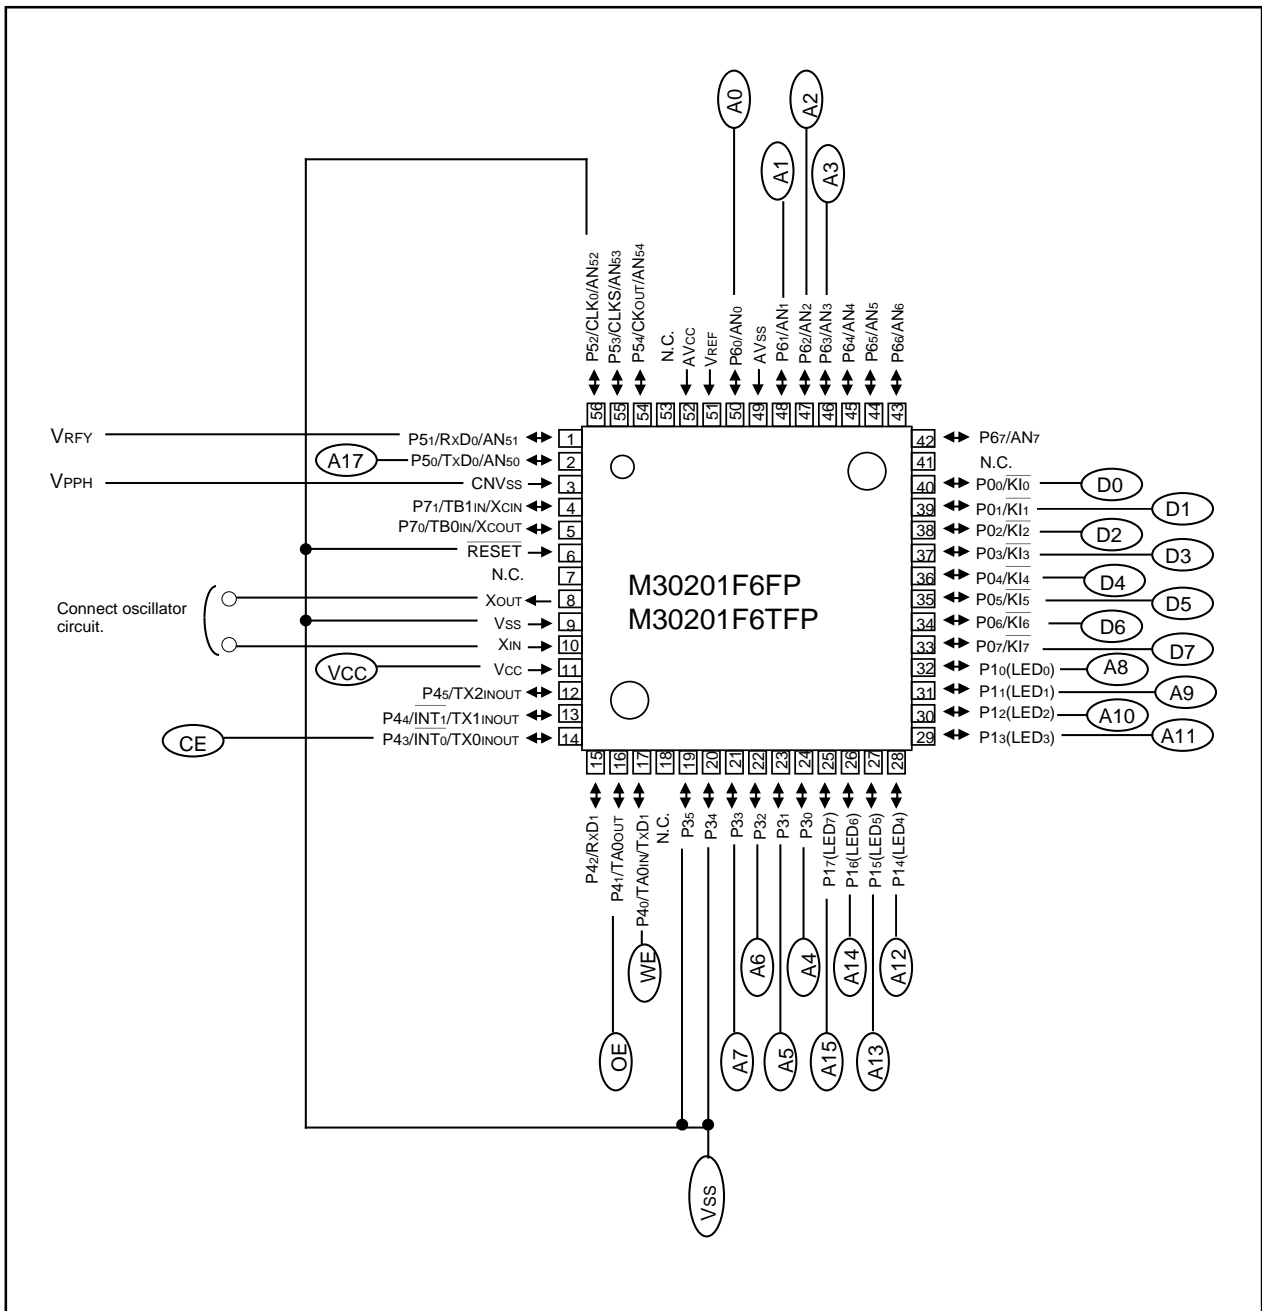 A0
A2
A1
A3
P52/CLK0/AN52
P53/CLKS/AN53
P54/CKOUT/AN54
N.C.
AVCC
VREF
P60/AN0
AVSS
P61/AN1
P62/AN2
P63/AN3
P64/AN4
P65/AN5
P66/AN6
56 55 54 53 52 51 50 49 48 47 46 45 44 43
VRFY P51/RXD0/AN51 1
A17 P50/TXD0/AN50 2
VPPH CNVSS 3
P71/TB1IN/XCIN 4
P70/TB0IN/XCOUT 5
RESET 6
N.C. 7
XOUT 8
VSS 9
XIN 10
Connect oscillator
circuit.
VCC VCC 11
P45/TX2INOUT 12
P44/INT1/TX1INOUT 13
CE P43/INT0/TX0INOUT 14
M30201F6FP
M30201F6TFP
42 P67/AN7
41 N.C.
40 P00/KI0 D0
39 P01/KI1 D1
38 P02/KI2 D2
37 P03/KI3 D3
36 P04/KI4 D4
35 P05/KI5 D5
34 P06/KI6 D6
33 P07/KI7 D7
32 P10(LED0) A8
31 P11(LED1) A9
30 P12(LED2) A10
29 P13(LED3) A11
15 16 17 18 19 20 21 22 23 24 25 26 27 28
P42/RXD1
P41/TA0OUT
P40/TA0IN/TXD1
N.C.
P35
P34
P33
P32
P31
P30
P17(LED7)
P16(LED6)
P15(LED5)
P14(LED4)
WE
A6
A4
A14
A12
OE
A7
A5
A15
A13
VSS